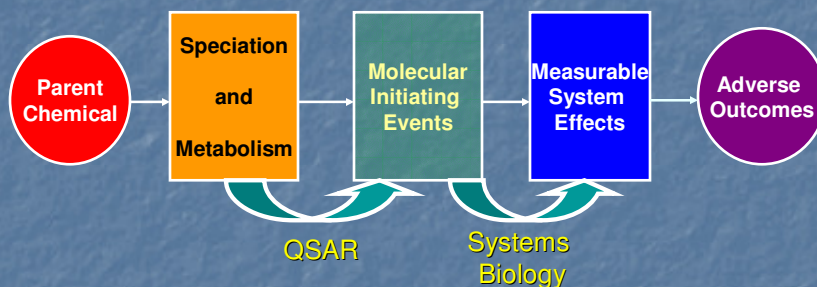 Parent
Chemical
Speciation
and
Metabolism
Molecular
Initiating
Events
Measurable
System
Effects
Adverse
Outcomes
QSAR
Systems
Biology